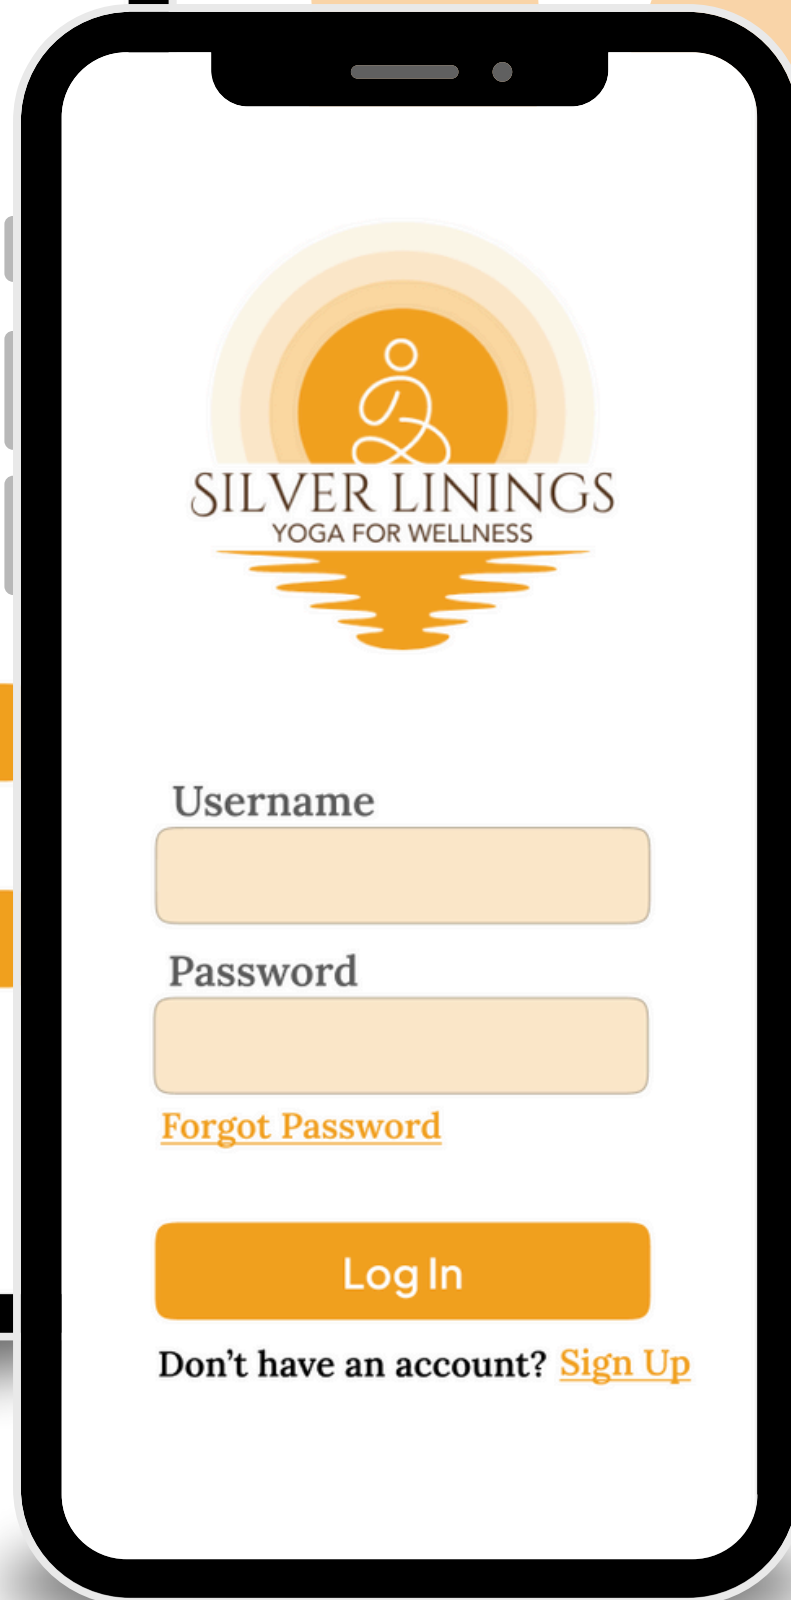 SILVER LININGS
YOGA FOR WELLNESS
Username
Password
Forgot Password
Log In
Don't have an account? Sign Up